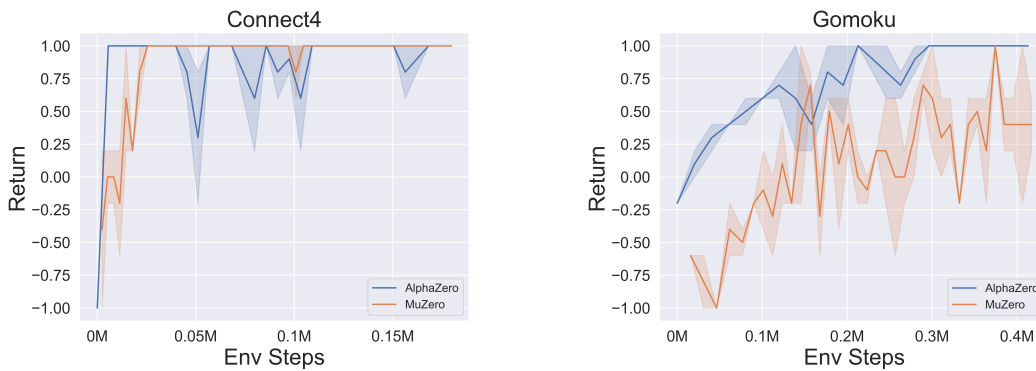 Connect4
1.00
0.75
0.50
0.25
0.00
−0.25
−0.50
−0.75
−1.00
Return
0M
0.05M
0.1M
0.15M
Env Steps
AlphaZero
MuZero
Gomoku
1.00
0.75
0.50
0.25
0.00
−0.25
−0.50
−0.75
−1.00
Return
0M
0.1M
0.2M
0.3M
0.4M
Env Steps
AlphaZero
MuZero